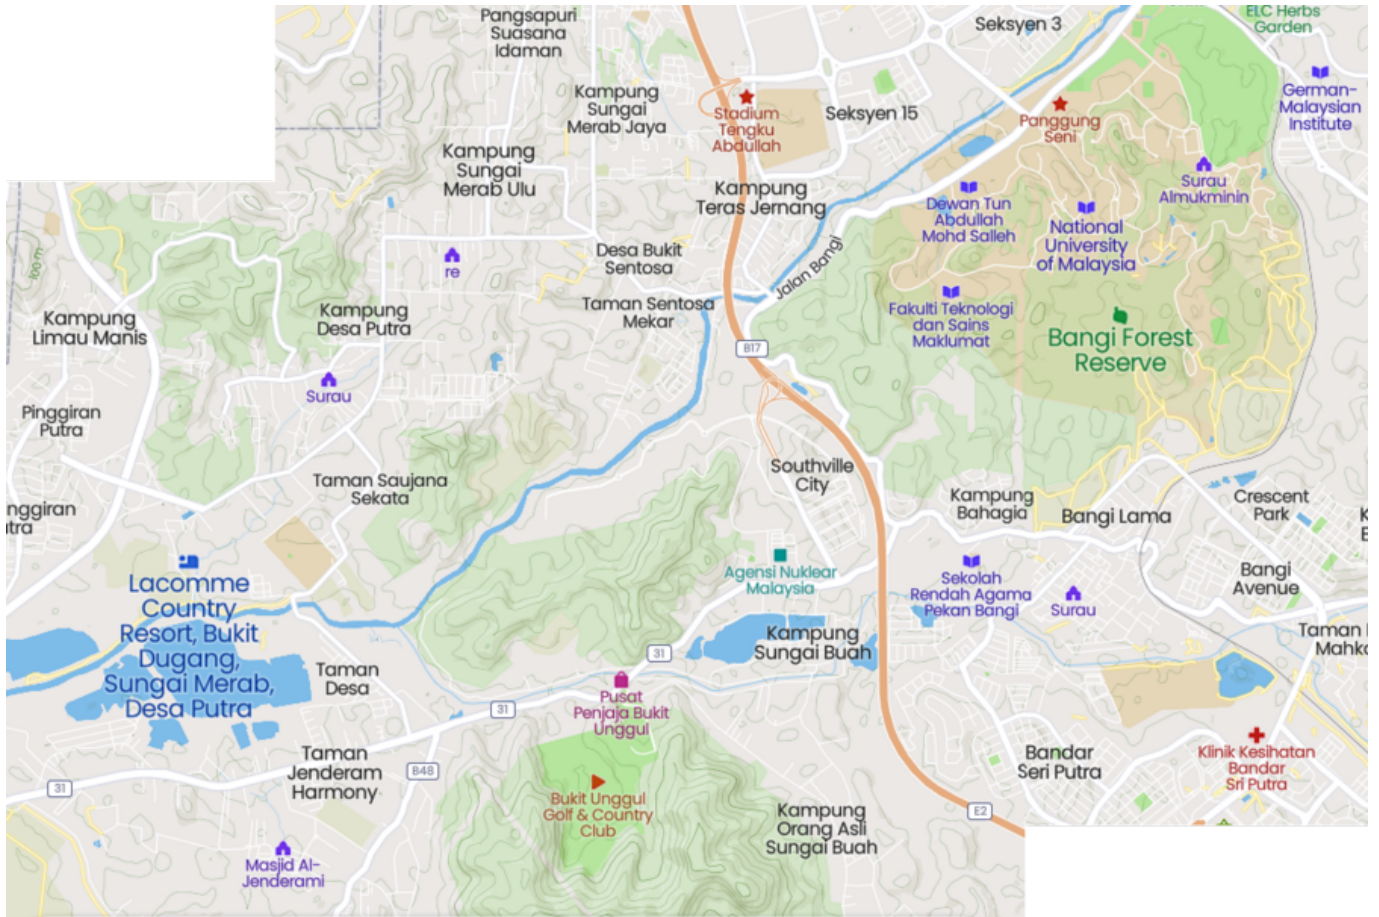 Pangsapuri
Suasana
Idaman
Seksyen 3
ELC Herbs
Garden
German-
Malaysian
Institute
Kampung
Sungai
Merab Jaya
Stadium
Tengku
Abdullah
Seksyen 15
Panggung
Seni
Kampung
Sungai
Merab Ulu
Surau
Almukminin
Kampung
Teras Jernang
Dewan Tun
Abdullah
Mohd Salleh
National
University
of Malaysia
100 m
re
Desa Bukit
Sentosa
Jalan Bangi
Taman Sentosa
Mekar
Kampung
Limau Manis
Kampung
Desa Putra
Fakulti Teknologi
dan Sains
Maklumat
Bangi Forest
Reserve
B17
Surau
Pinggiran
Putra
Taman Saujana
Sekata
Southville
City
Kampung
Bahagia
Bangi Lama
Crescent
Park
nggiran
tra
K
Lacomme
Country
Resort, Bukit
Dugang,
Sungai Merab,
Desa Putra
Agensi Nuklear
Malaysia
Sekolah
Rendah Agama
Pekan Bangi
Surau
Bangi
Avenue
Kampung
Sungai Buah
Taman
Mahko
31
Taman
Desa
Pusat
Penjaja Bukit
Unggul
31
Taman
Jenderam
Harmony
B48
31
Bandar
Seri Putra
Klinik Kesihatan
Bandar
Sri Putra
Bukit Unggul
Golf & Country
Club
Kampung
Orang Asli
Sungai Buah
E2
Masjid Al-
Jenderami